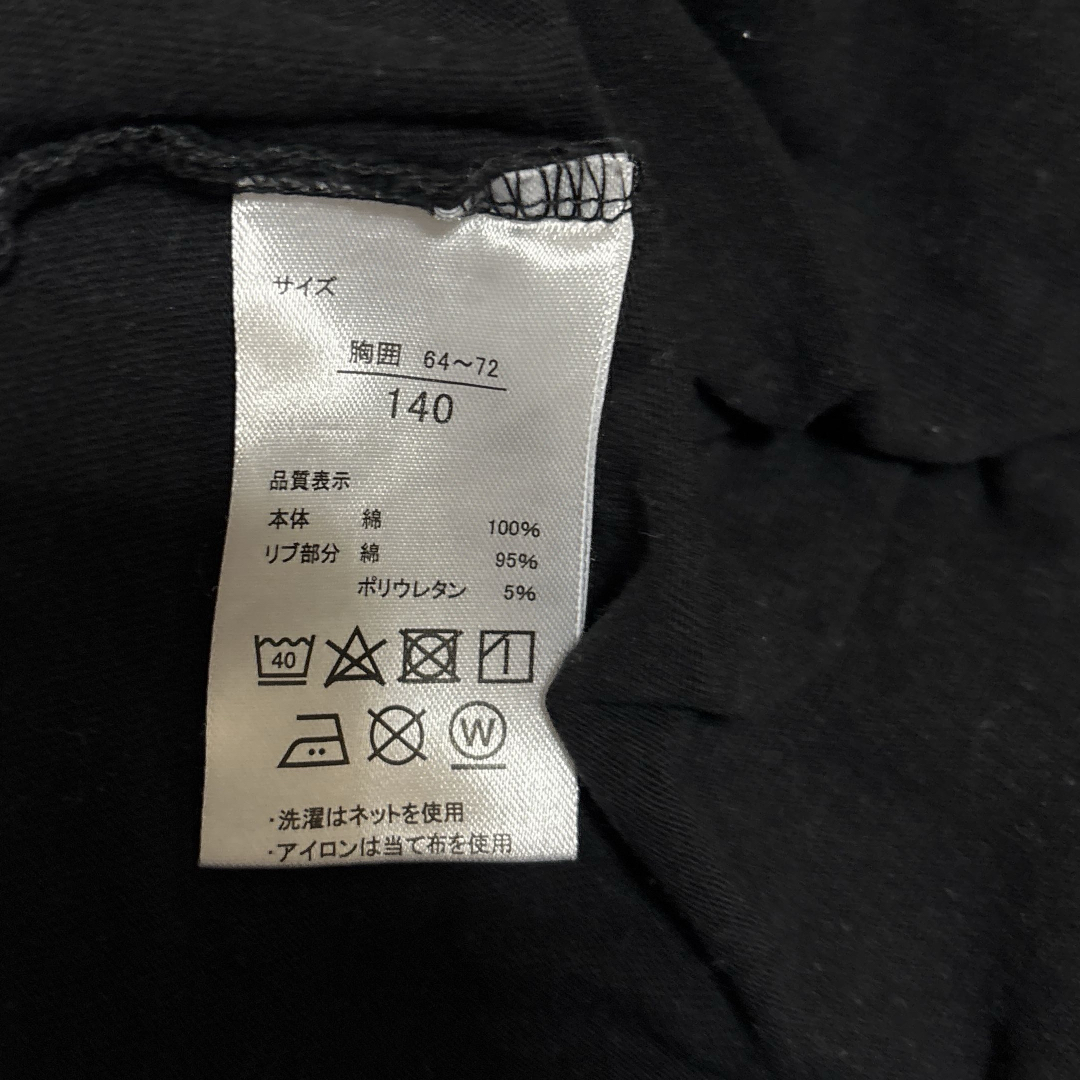 サイズ
胸囲 64～72
140
品質表示
本体 綿 100%
リブ部分 綿 95%
ポリウレタン 5%
40
W
・洗濯はネットを使用
・アイロンは当て布を使用